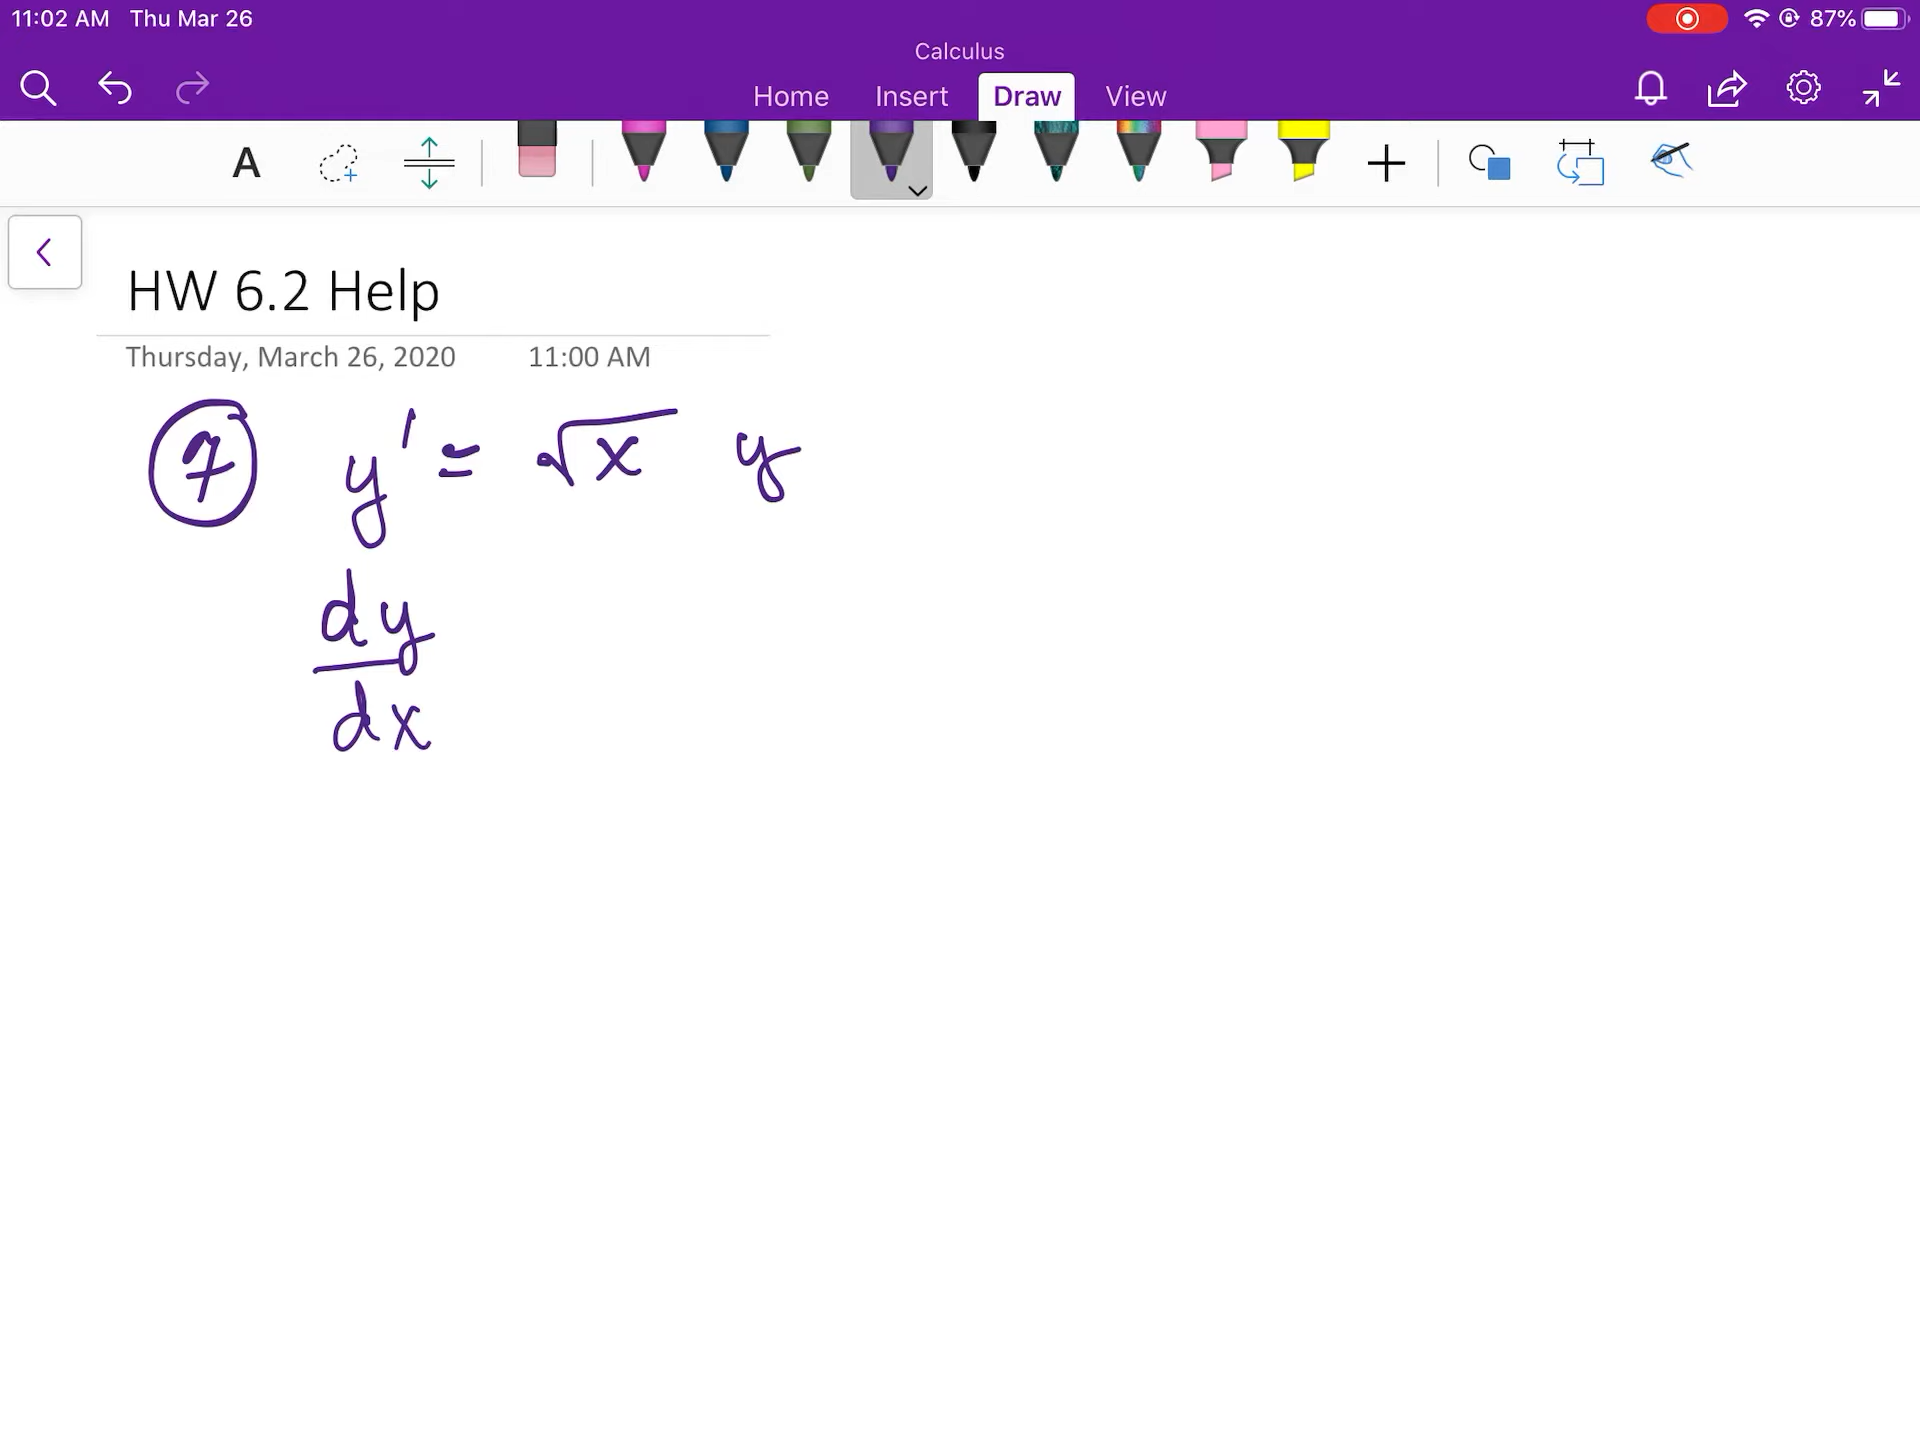 11:02 AM Thu Mar 26 87%
Calculus
Home Insert Draw View
A
HW 6.2 Help
Thursday, March 26, 2020 11:00 AM
7 y' = √x y
dy
dx